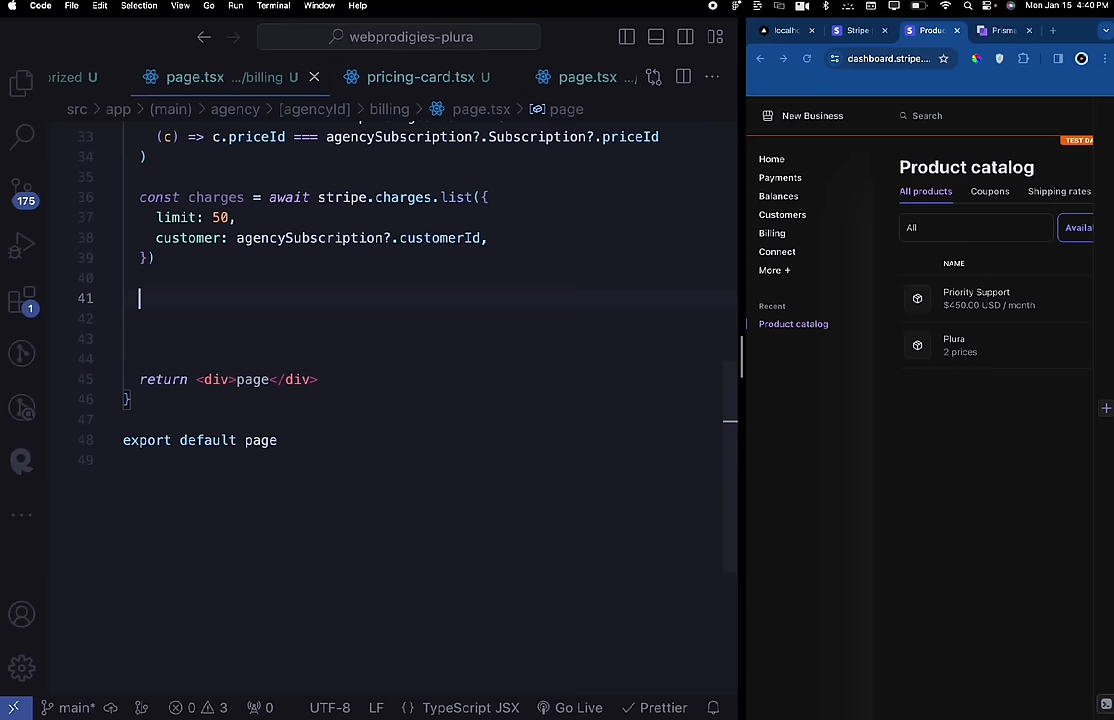 Code File Edit Selection View Go Run Terminal Window Help Mon Jan 15 4:40 PM
webprodigies-plura
orized U page.tsx .../billing U pricing-card.tsx U page.tsx .../
src > app > (main) > agency > [agencyId] > billing > page.tsx > page
33 (c) => c.priceId === agencySubscription?.Subscription?.priceId
34 )
35
36 const charges = await stripe.charges.list({
37 limit: 50,
38 customer: agencySubscription?.customerId,
39 })
40
41
42
43
44
45 return <div>page</div>
46 }
47
48 export default page
49
175
1
main* 0 3 0 UTF-8 LF {} TypeScript JSX Go Live Prettier
localh Stripe Produc Prisma
dashboard.stripe....
New Business Search
TEST DA
Home
Payments
Balances
Customers
Billing
Connect
More +
Recent
Product catalog
Product catalog
All products Coupons Shipping rates
All Availa
NAME
Priority Support
$450.00 USD / month
Plura
2 prices